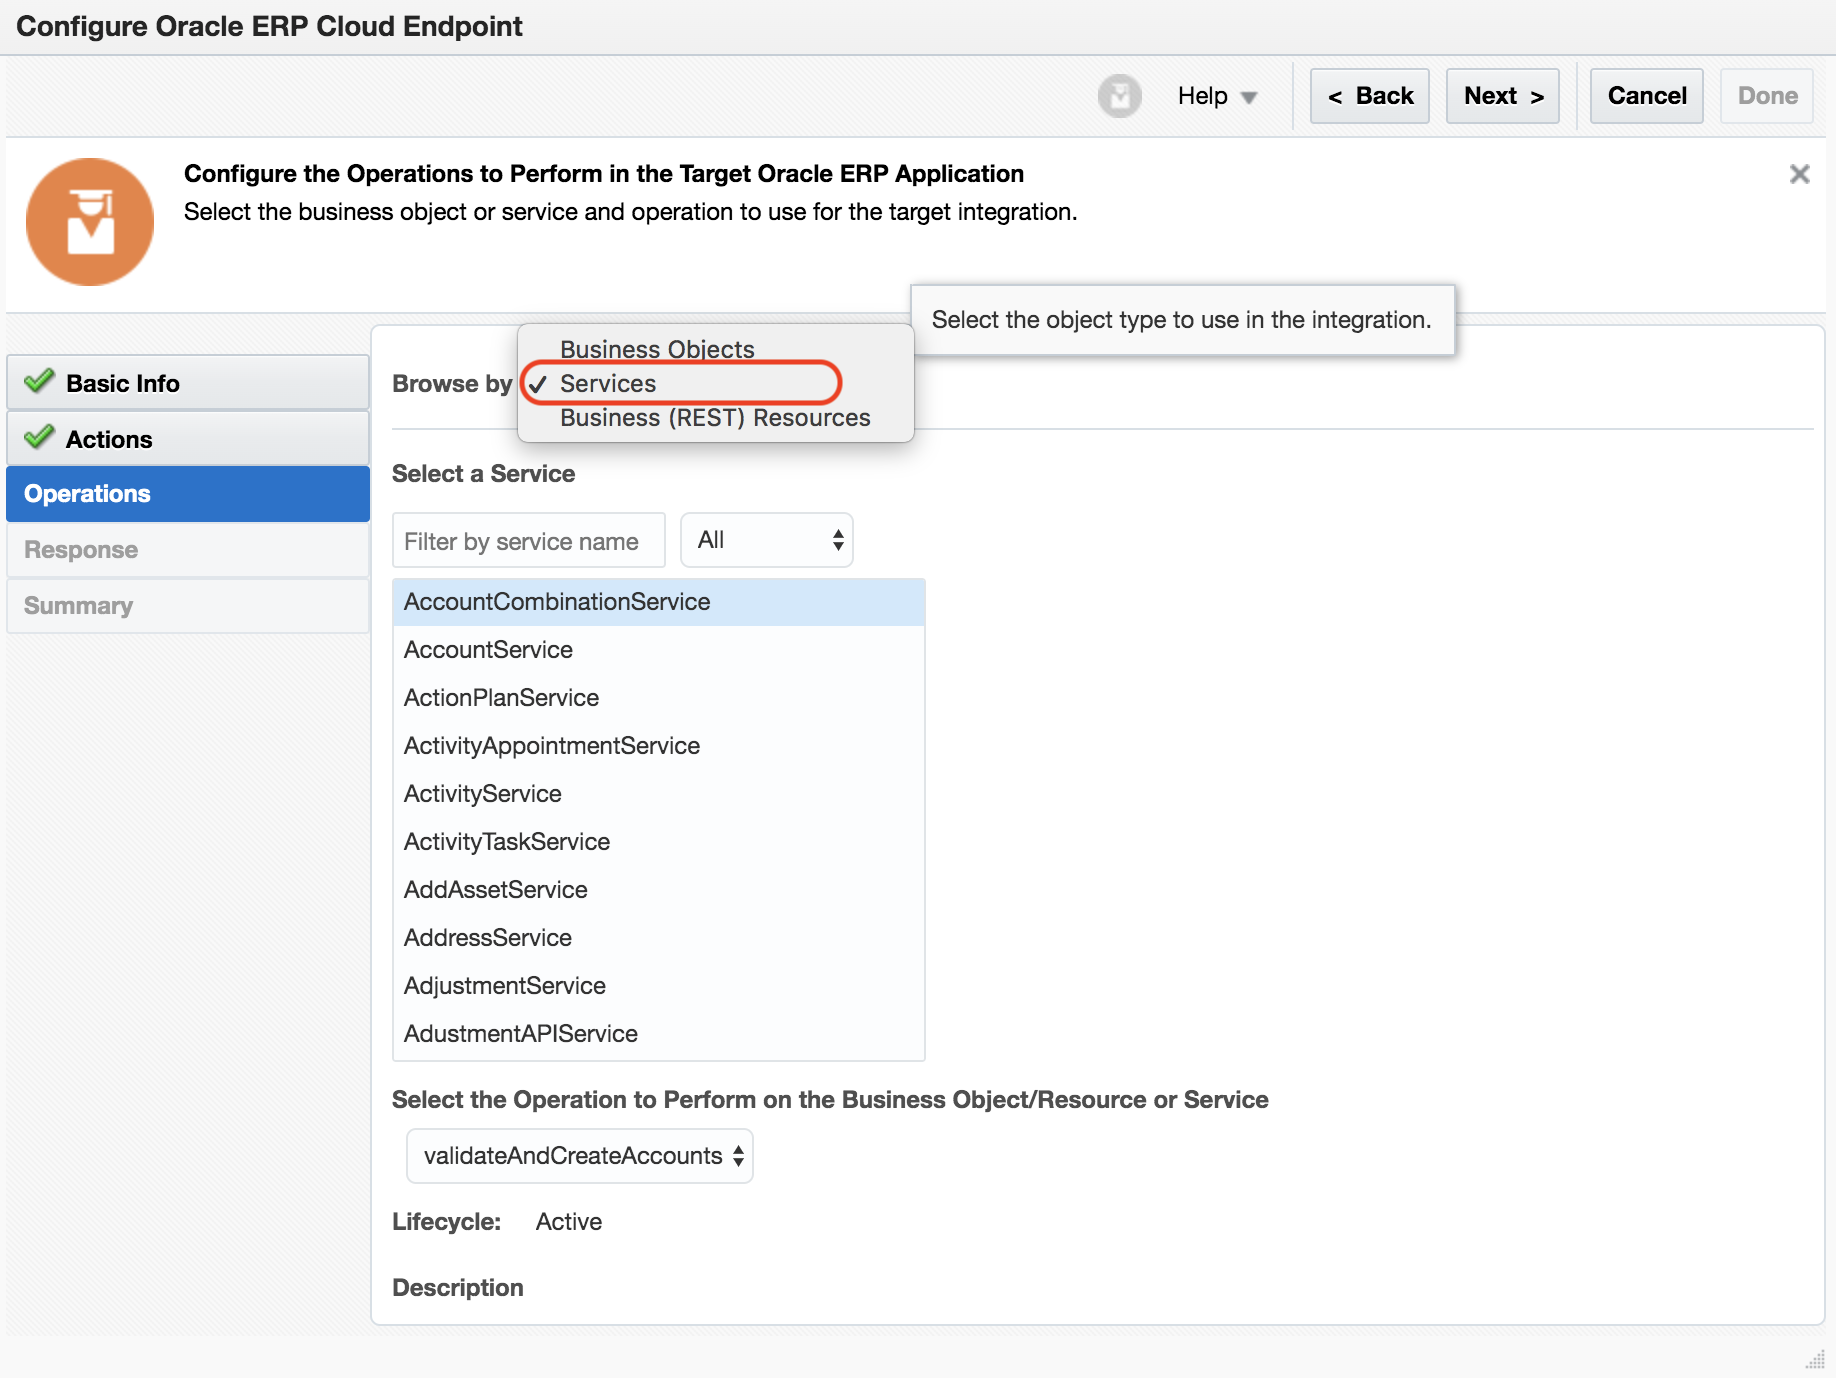 Configure Oracle ERP Cloud Endpoint
Help
< Back
Next >
Cancel
Done
Configure the Operations to Perform in the Target Oracle ERP Application
Select the business object or service and operation to use for the target integration.
Select the object type to use in the integration.
Basic Info
Actions
Operations
Response
Summary
Browse by
Business Objects
✓ Services
Business (REST) Resources
Select a Service
Filter by service name
All
AccountCombinationService
AccountService
ActionPlanService
ActivityAppointmentService
ActivityService
ActivityTaskService
AddAssetService
AddressService
AdjustmentService
AdustmentAPIService
Select the Operation to Perform on the Business Object/Resource or Service
validateAndCreateAccounts
Lifecycle: Active
Description